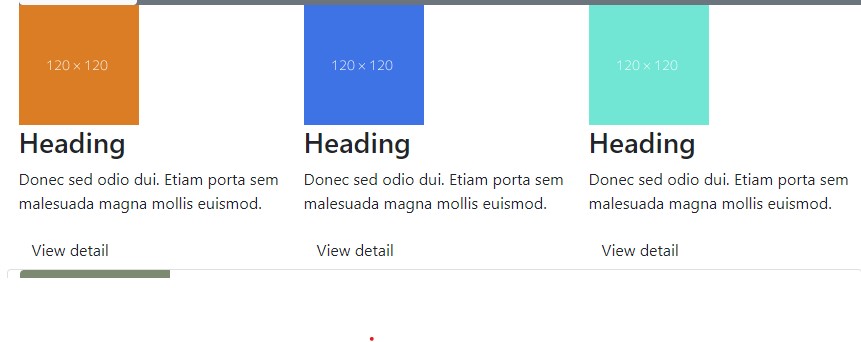 120 × 120
120 × 120
120 × 120
Heading
Heading
Heading
Donec sed odio dui. Etiam porta sem
malesuada magna mollis euismod.
Donec sed odio dui. Etiam porta sem
malesuada magna mollis euismod.
Donec sed odio dui. Etiam porta sem
malesuada magna mollis euismod.
View detail
View detail
View detail